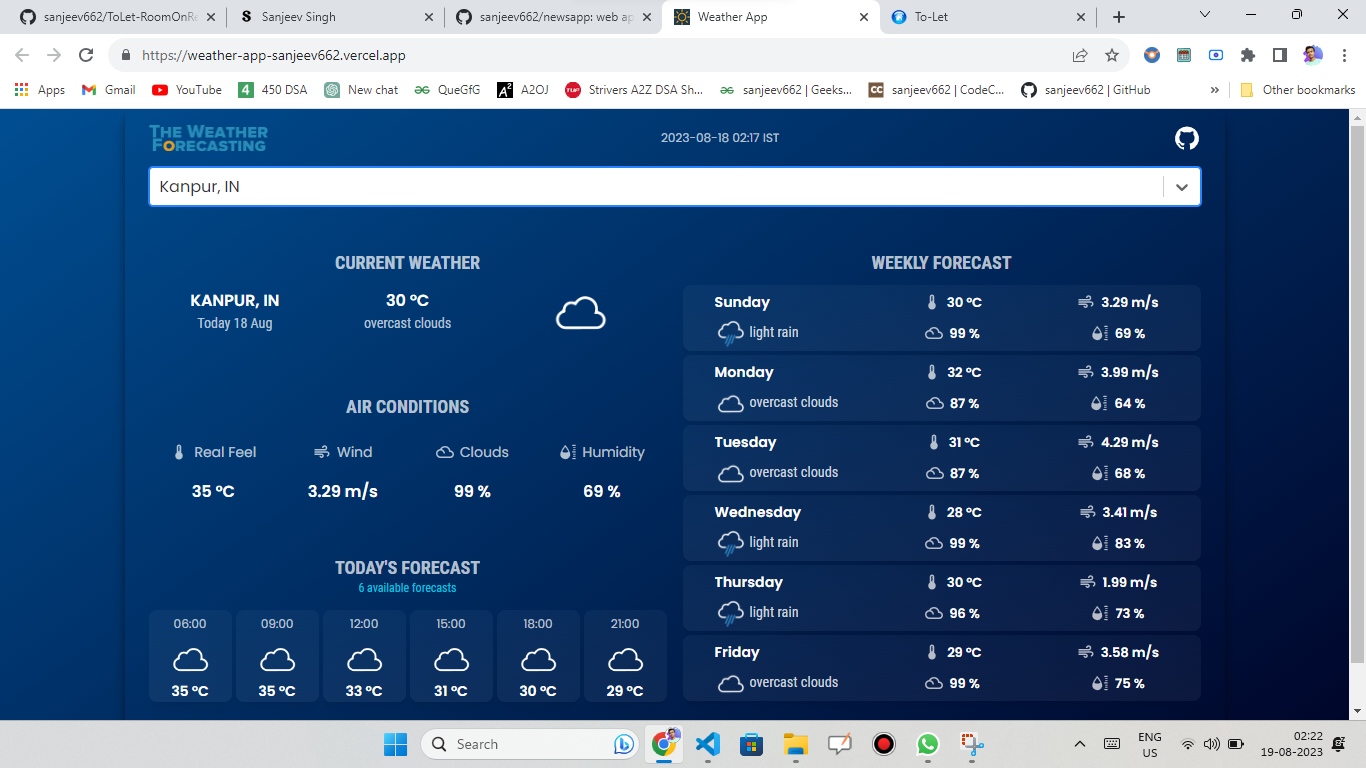 sanjeev662/ToLet-RoomOnRe
Sanjeev Singh
sanjeev662/newsapp: web ap
Weather App
To-Let
https://weather-app-sanjeev662.vercel.app
Apps
Gmail
YouTube
4 450 DSA
New chat
QueGfG
A2 A2OJ
TUF Strivers A2Z DSA Sh...
sanjeev662 | Geeks...
CC sanjeev662 | CodeC...
sanjeev662 | GitHub
»
Other bookmarks
THE WEATHER
FORECASTING
2023-08-18 02:17 IST
Kanpur, IN
CURRENT WEATHER
KANPUR, IN
Today 18 Aug
30 °C
overcast clouds
AIR CONDITIONS
Real Feel Wind Clouds Humidity
35 °C 3.29 m/s 99 % 69 %
TODAY'S FORECAST
6 available forecasts
06:00 09:00 12:00 15:00 18:00 21:00
35 °C 35 °C 33 °C 31 °C 30 °C 29 °C
WEEKLY FORECAST
Sunday 30 °C 3.29 m/s
light rain 99 % 69 %
Monday 32 °C 3.99 m/s
overcast clouds 87 % 64 %
Tuesday 31 °C 4.29 m/s
overcast clouds 87 % 68 %
Wednesday 28 °C 3.41 m/s
light rain 99 % 83 %
Thursday 30 °C 1.99 m/s
light rain 96 % 73 %
Friday 29 °C 3.58 m/s
overcast clouds 99 % 75 %
Search
ENG
US
02:22
19-08-2023